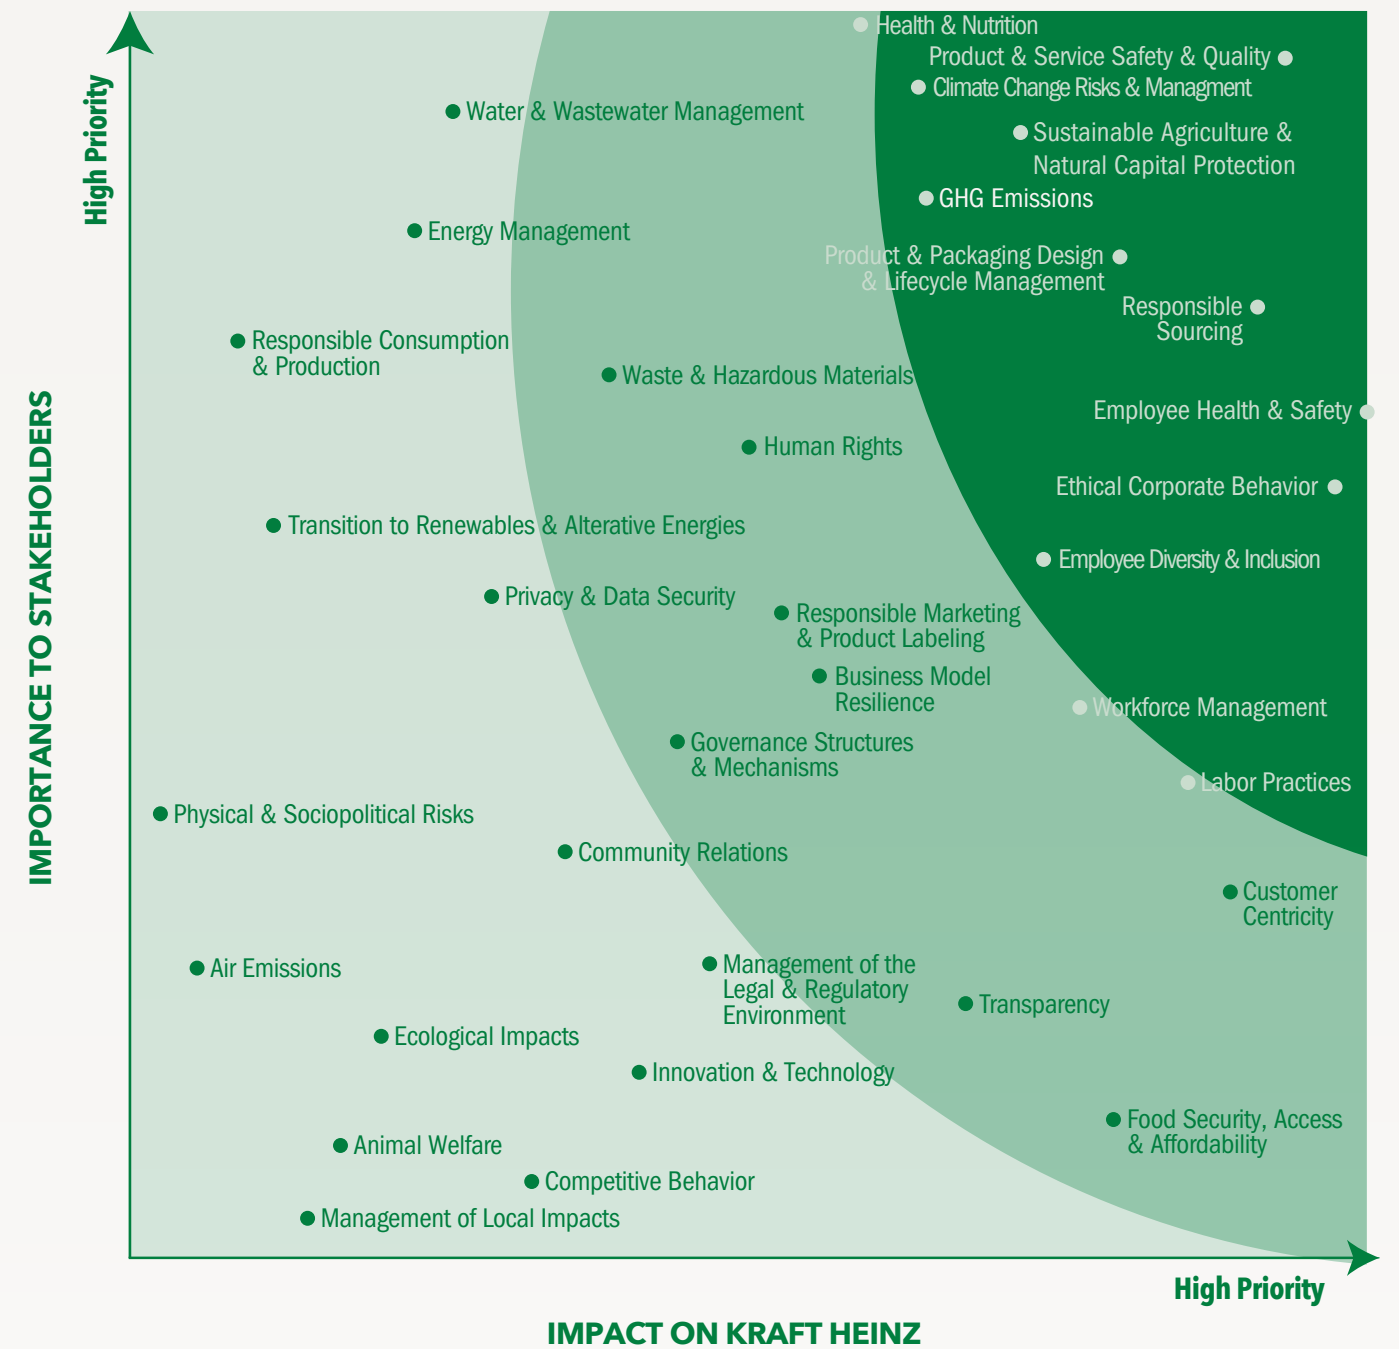 Health & Nutrition
Product & Service Safety & Quality
Climate Change Risks & Managment
Water & Wastewater Management
Sustainable Agriculture &
Natural Capital Protection
High Priority
GHG Emissions
Energy Management
Product & Packaging Design
& Lifecycle Management
Responsible
Sourcing
Responsible Consumption
& Production
Waste & Hazardous Materials
Employee Health & Safety
Human Rights
Ethical Corporate Behavior
Transition to Renewables & Alterative Energies
Employee Diversity & Inclusion
Privacy & Data Security
Responsible Marketing
& Product Labeling
IMPORTANCE TO STAKEHOLDERS
Business Model
Resilience
Workforce Management
Governance Structures
& Mechanisms
Labor Practices
Physical & Sociopolitical Risks
Community Relations
Customer
Centricity
Air Emissions
Management of the
Legal & Regulatory
Environment
Transparency
Ecological Impacts
Innovation & Technology
Food Security, Access
& Affordability
Animal Welfare
Competitive Behavior
Management of Local Impacts
High Priority
IMPACT ON KRAFT HEINZ